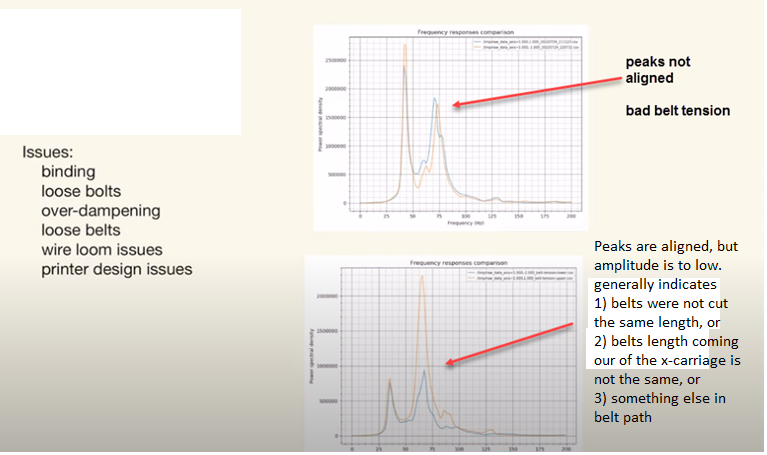 Issues:
binding
loose bolts
over-dampening
loose belts
wire loom issues
printer design issues
Frequency responses comparison
2500000
2000000
1500000
1000000
500000
0
Power spectral density
0 25 50 75 100 125 150 175 200
Frequency (Hz)
peaks not
aligned
bad belt tension
Frequency responses comparison
2000000
1500000
1000000
500000
0
Power spectral density
0 25 50 75 100 125 150 175 200
Peaks are aligned, but
amplitude is to low.
generally indicates
1) belts were not cut
the same length, or
2) belts length coming
our of the x-carriage is
not the same, or
3) something else in
belt path